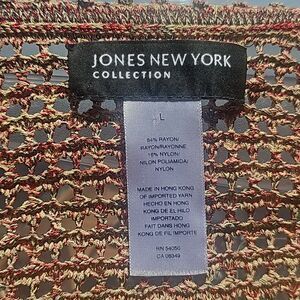 JONES NEW YORK
COLLECTION
L
84% RAYON/
RAYON/RAYONNE
16% NYLON/
NILON POLIAMIDA/
NYLON
MADE IN HONG KONG
OF IMPORTED YARN
HECHO EN HONG
KONG DE EL HILO
IMPORTADO
FAIT DANS HONG
KONG DE FIL IMPORTE
RN 54050
CA 08349